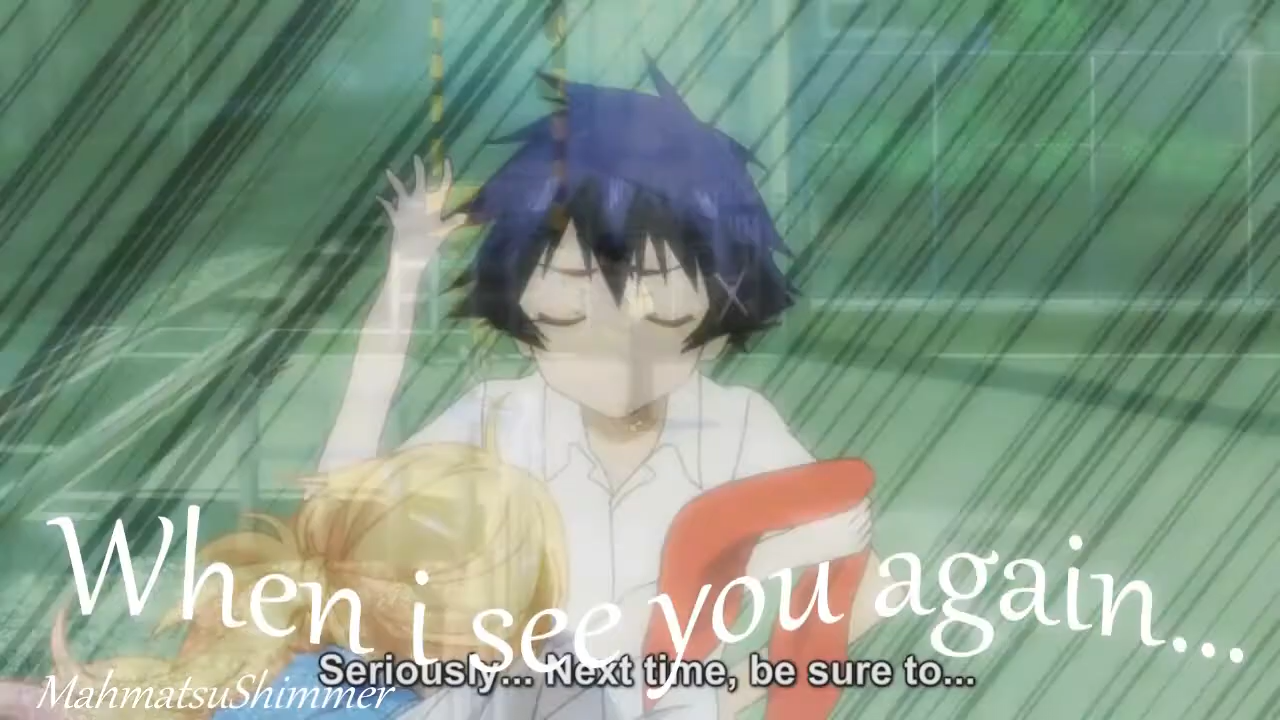 When i see you again...
Seriously... Next time, be sure to...
MahmatsuShimmer